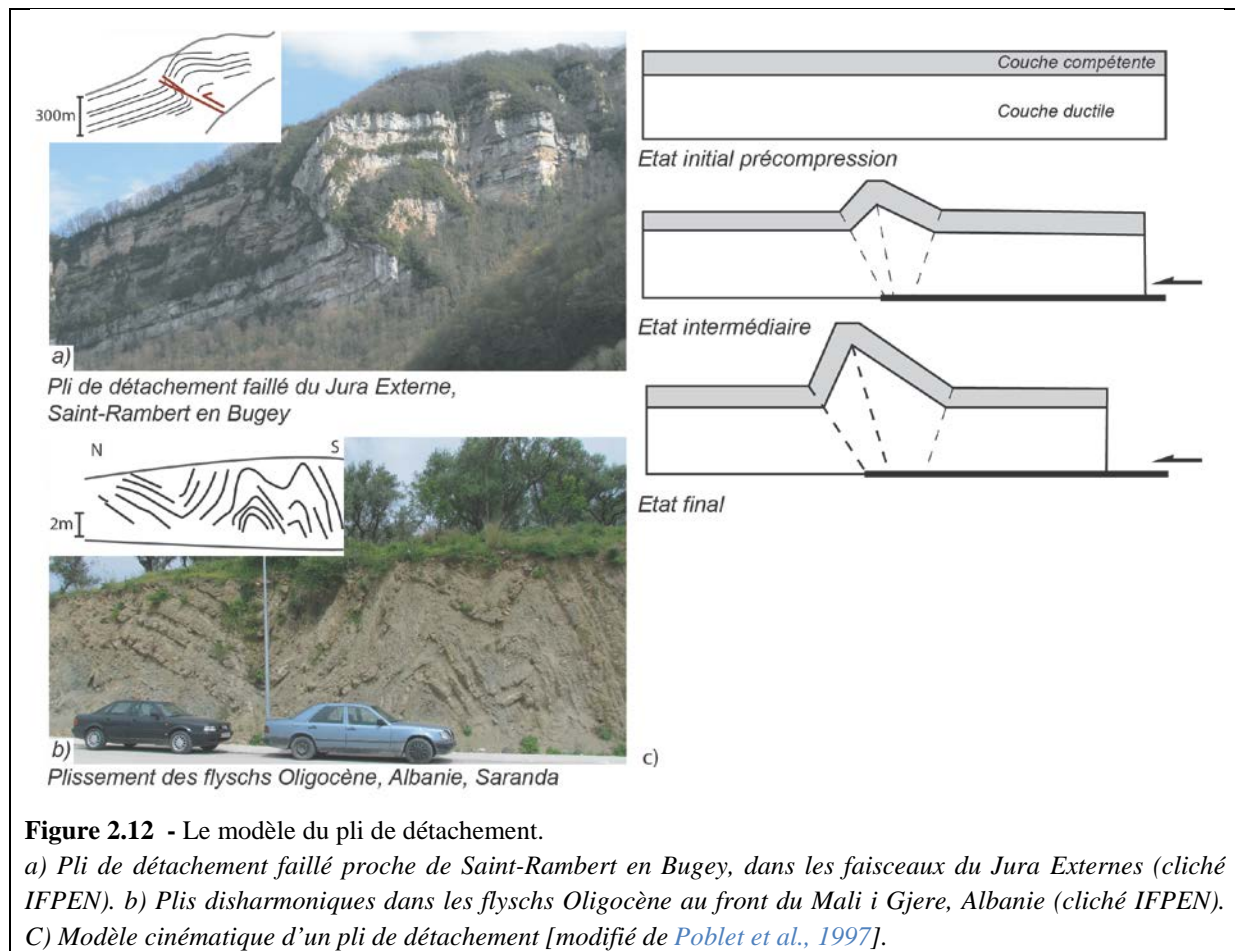 300m
a)
Pli de détachement faillé du Jura Externe,
Saint-Rambert en Bugey
N
S
2m
b)
Plissement des flyschs Oligocène, Albanie, Saranda
Couche compétente
Couche ductile
Etat initial précompression
Etat intermédiaire
Etat final
c)
Figure 2.12 - Le modèle du pli de détachement.
a) Pli de détachement faillé proche de Saint-Rambert en Bugey, dans les faisceaux du Jura Externes (cliché
IFPEN). b) Plis disharmoniques dans les flyschs Oligocène au front du Mali i Gjere, Albanie (cliché IFPEN).
C) Modèle cinématique d’un pli de détachement [modifié de Poblet et al., 1997].